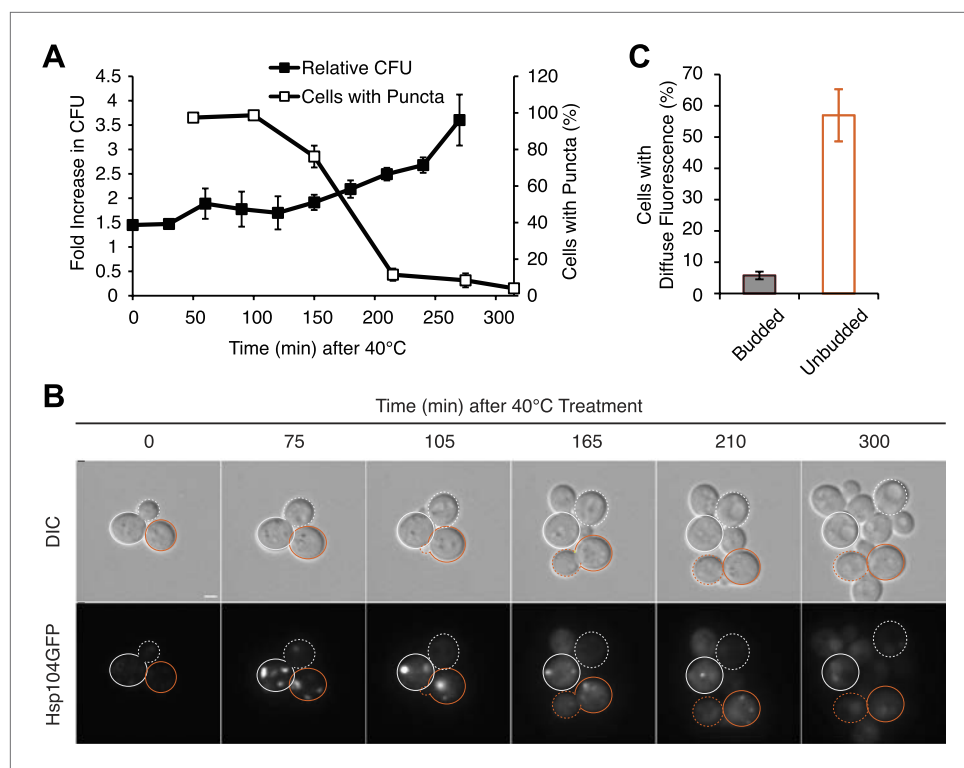 A
Relative CFU
Cells with Puncta
Fold Increase in CFU
4.5
4
3.5
3
2.5
2
1.5
1
0.5
0
120
100
80
60
40
20
0
Cells with Puncta (%)
0 50 100 150 200 250 300
Time (min) after 40°C
C
Cells with
Diffuse Fluorescence (%)
70
60
50
40
30
20
10
0
Budded
Unbudded
B
Time (min) after 40°C Treatment
0 75 105 165 210 300
DIC
Hsp104GFP